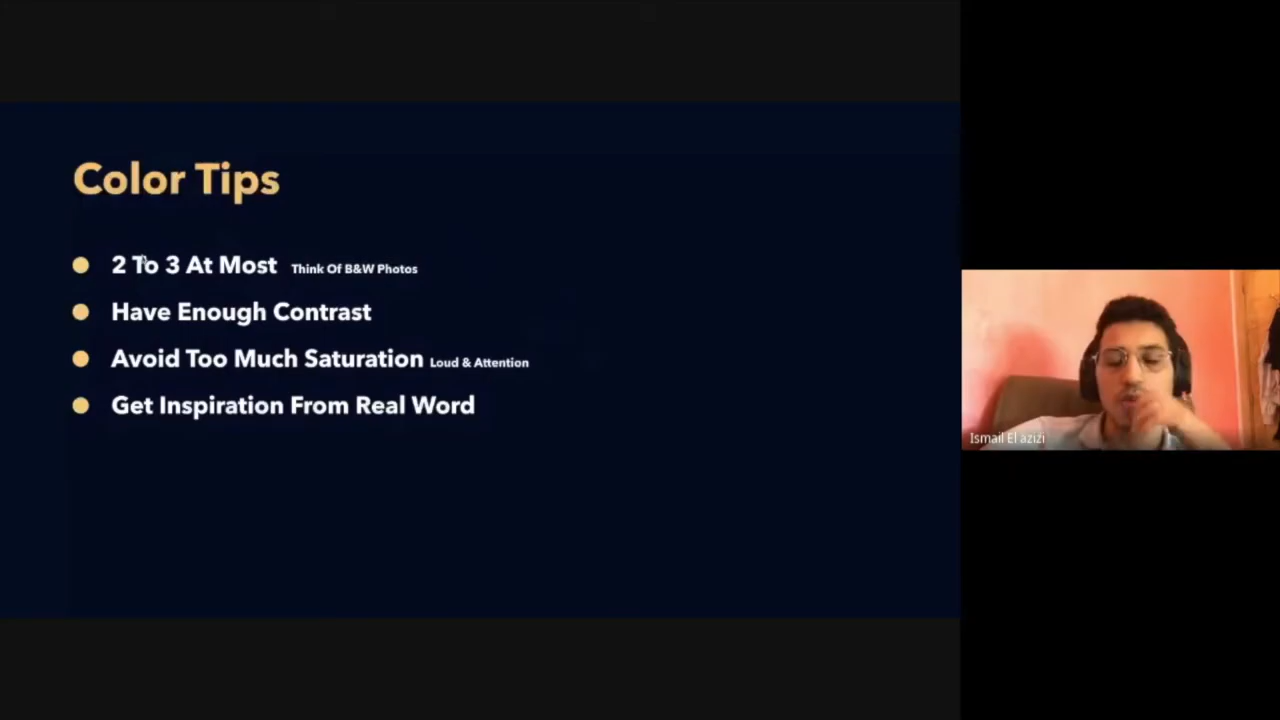 Color Tips
2 To 3 At Most Think Of B&W Photos
Have Enough Contrast
Avoid Too Much Saturation Loud & Attention
Get Inspiration From Real Word
Ismail El azizi